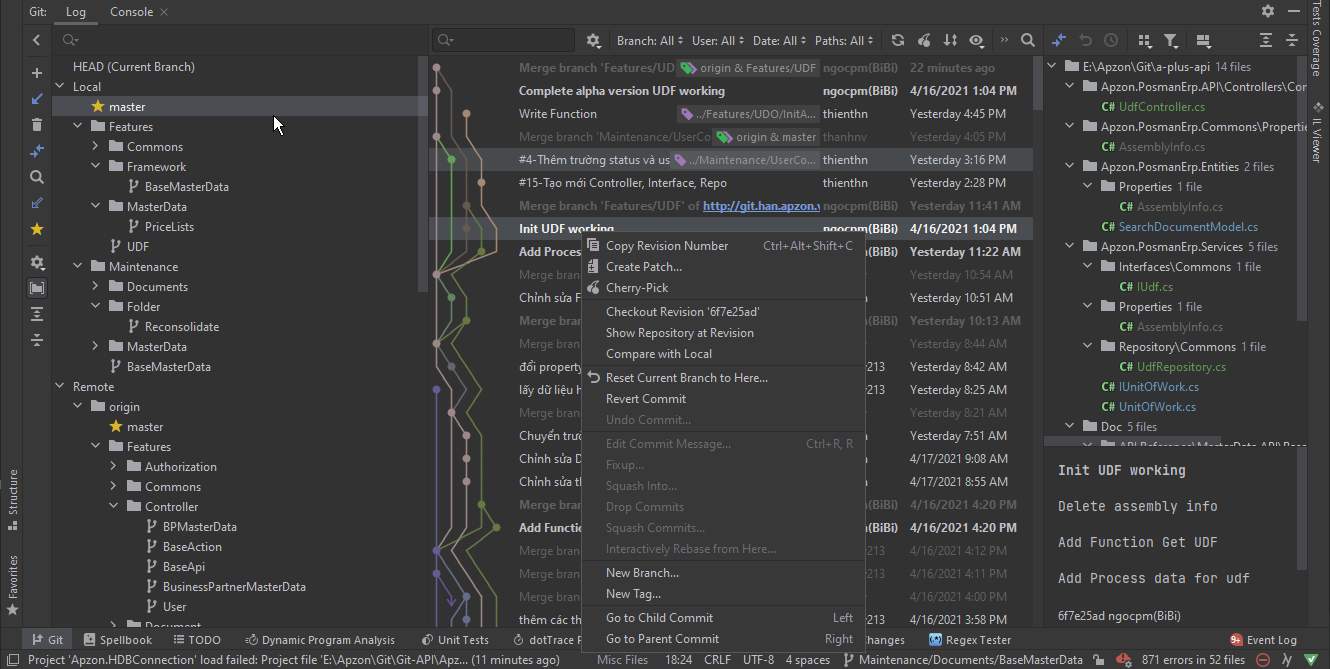 Git:
Log
Console
HEAD (Current Branch)
Local
master
Features
Commons
Framework
BaseMasterData
MasterData
PriceLists
UDF
Maintenance
Documents
Folder
Reconsolidate
MasterData
BaseMasterData
Remote
origin
master
Features
Authorization
Commons
Controller
BPMasterData
BaseAction
BaseApi
BusinessPartnerMasterData
User
Document
Branch: All
User: All
Date: All
Paths: All
Merge branch 'Features/UD origin & Features/UDF ngocpm(BiBi) 22 minutes ago
Complete alpha version UDF working ngocpm(BiBi) 4/16/2021 1:04 PM
Write Function ../Features/UDO/InitA... thienthn Yesterday 4:45 PM
Merge branch 'Maintenance/UserCo origin & master thanhnv Yesterday 4:05 PM
#4-Thêm trường status và us ../Maintenance/UserCo... thienthn Yesterday 3:16 PM
#15-Tạo mới Controller, Interface, Repo thienthn Yesterday 2:28 PM
Merge branch 'Features/UDF' of http://git.han.apzon.v ngocpm(BiBi) Yesterday 11:41 AM
Init UDF working ngocpm(BiBi) 4/16/2021 1:04 PM
Add Proces (BiBi) Yesterday 11:22 AM
Merge bran Yesterday 10:54 AM
Chỉnh sửa F Yesterday 10:51 AM
Merge bran (BiBi) Yesterday 10:13 AM
Merge bran Yesterday 8:44 AM
đổi property 213 Yesterday 8:42 AM
lấy dữ liệu h 213 Yesterday 8:25 AM
Merge bran Yesterday 8:21 AM
Chuyển trườ Yesterday 7:51 AM
Chỉnh sửa D 4/17/2021 9:08 AM
Chỉnh sửa th 4/17/2021 8:55 AM
Merge bran (BiBi) 4/16/2021 4:20 PM
Add Functio (BiBi) 4/16/2021 4:20 PM
Merge bran 213 4/16/2021 4:12 PM
Merge bran 213 4/16/2021 4:11 PM
Merge bran 4/16/2021 4:00 PM
thêm các th 4/16/2021 3:58 PM
Copy Revision Number Ctrl+Alt+Shift+C
Create Patch...
Cherry-Pick
Checkout Revision '6f7e25ad'
Show Repository at Revision
Compare with Local
Reset Current Branch to Here...
Revert Commit
Undo Commit...
Edit Commit Message... Ctrl+R, R
Fixup...
Squash Into...
Drop Commits
Squash Commits...
Interactively Rebase from Here...
New Branch...
New Tag...
Go to Child Commit Left
Go to Parent Commit Right
E:\Apzon\Git\a-plus-api 14 files
Apzon.PosmanErp.API\Controllers\Cor
C# UdfController.cs
Apzon.PosmanErp.Commons\Propertie
C# AssemblyInfo.cs
Apzon.PosmanErp.Entities 2 files
Properties 1 file
C# AssemblyInfo.cs
C# SearchDocumentModel.cs
Apzon.PosmanErp.Services 5 files
Interfaces\Commons 1 file
C# IUdf.cs
Properties 1 file
C# AssemblyInfo.cs
Repository\Commons 1 file
C# UdfRepository.cs
C# IUnitOfWork.cs
C# UnitOfWork.cs
Doc 5 files
Init UDF working
Delete assembly info
Add Function Get UDF
Add Process data for udf
6f7e25ad ngocpm(BiBi)
Tests Coverage
IL Viewer
Structure
Favorites
Git
Spellbook
TODO
Dynamic Program Analysis
Unit Tests
dotTrace P
hanges
Regex Tester
9+ Event Log
Project 'Apzon.HDBConnection' load failed: Project file 'E:\Apzon\Git\Git-API\Apz... (11 minutes ago)
Misc Files 18:24 CRLF UTF-8 4 spaces Maintenance/Documents/BaseMasterData 871 errors in 52 files